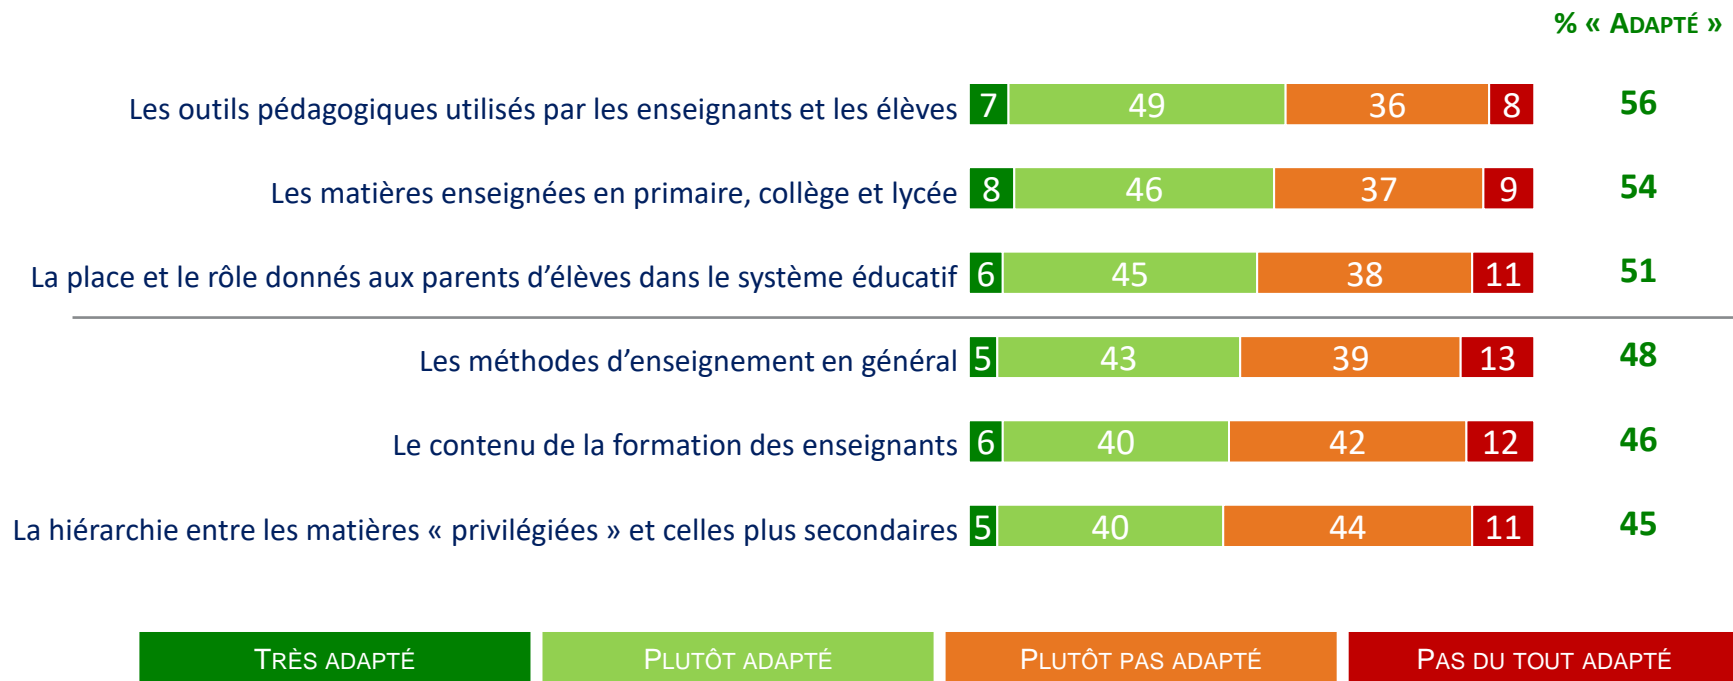 % « ADAPTÉ »
Les outils pédagogiques utilisés par les enseignants et les élèves 7 49 36 8 56
Les matières enseignées en primaire, collège et lycée 8 46 37 9 54
La place et le rôle donnés aux parents d’élèves dans le système éducatif 6 45 38 11 51
Les méthodes d’enseignement en général 5 43 39 13 48
Le contenu de la formation des enseignants 6 40 42 12 46
La hiérarchie entre les matières « privilégiées » et celles plus secondaires 5 40 44 11 45
TRÈS ADAPTÉ PLUTÔT ADAPTÉ PLUTÔT PAS ADAPTÉ PAS DU TOUT ADAPTÉ